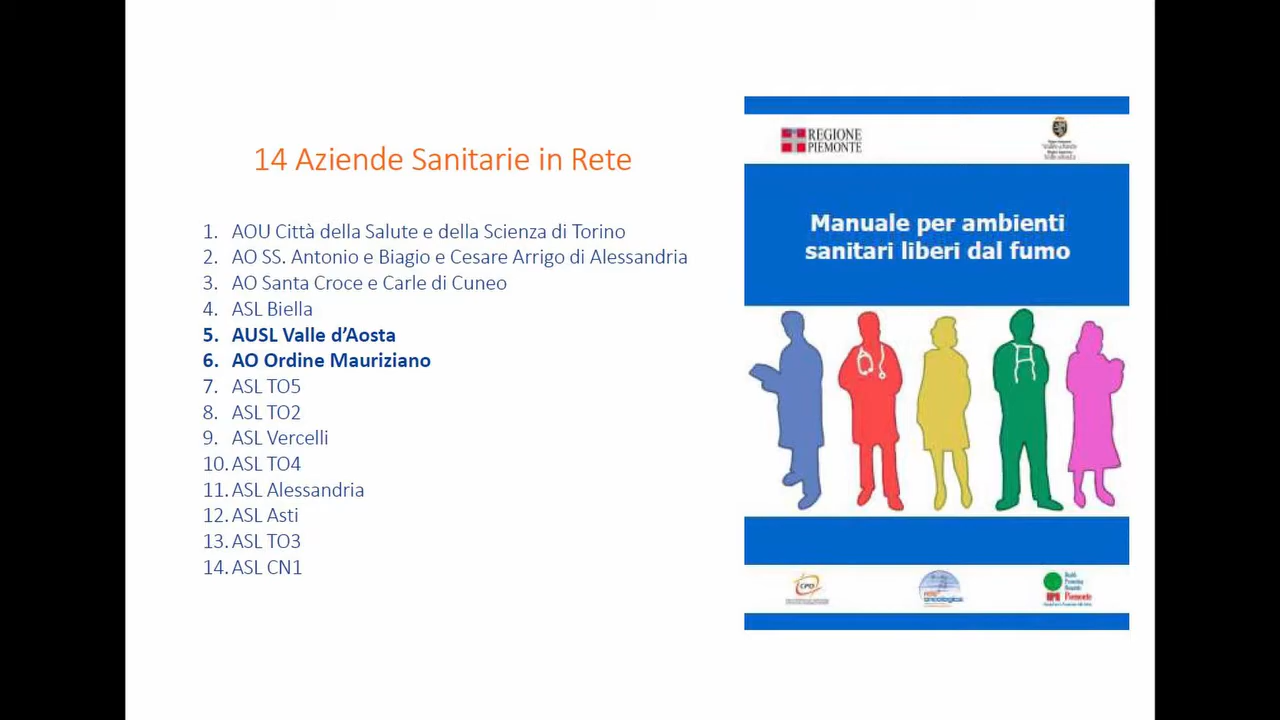 14 Aziende Sanitarie in Rete
1. AOU Città della Salute e della Scienza di Torino
2. AO SS. Antonio e Biagio e Cesare Arrigo di Alessandria
3. AO Santa Croce e Carle di Cuneo
4. ASL Biella
5. AUSL Valle d’Aosta
6. AO Ordine Mauriziano
7. ASL TO5
8. ASL TO2
9. ASL Vercelli
10. ASL TO4
11. ASL Alessandria
12. ASL Asti
13. ASL TO3
14. ASL CN1
REGIONE
PIEMONTE
Manuale per ambienti
sanitari liberi dal fumo
CPO
Piemonte